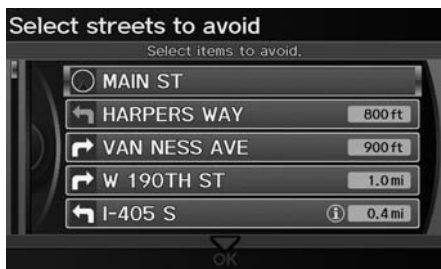 Select streets to avoid
Select items to avoid.
MAIN ST
HARPERS WAY 800ft
VAN NESS AVE 900ft
W 190TH ST 1.0mi
I-405 S i 0.4mi
OK